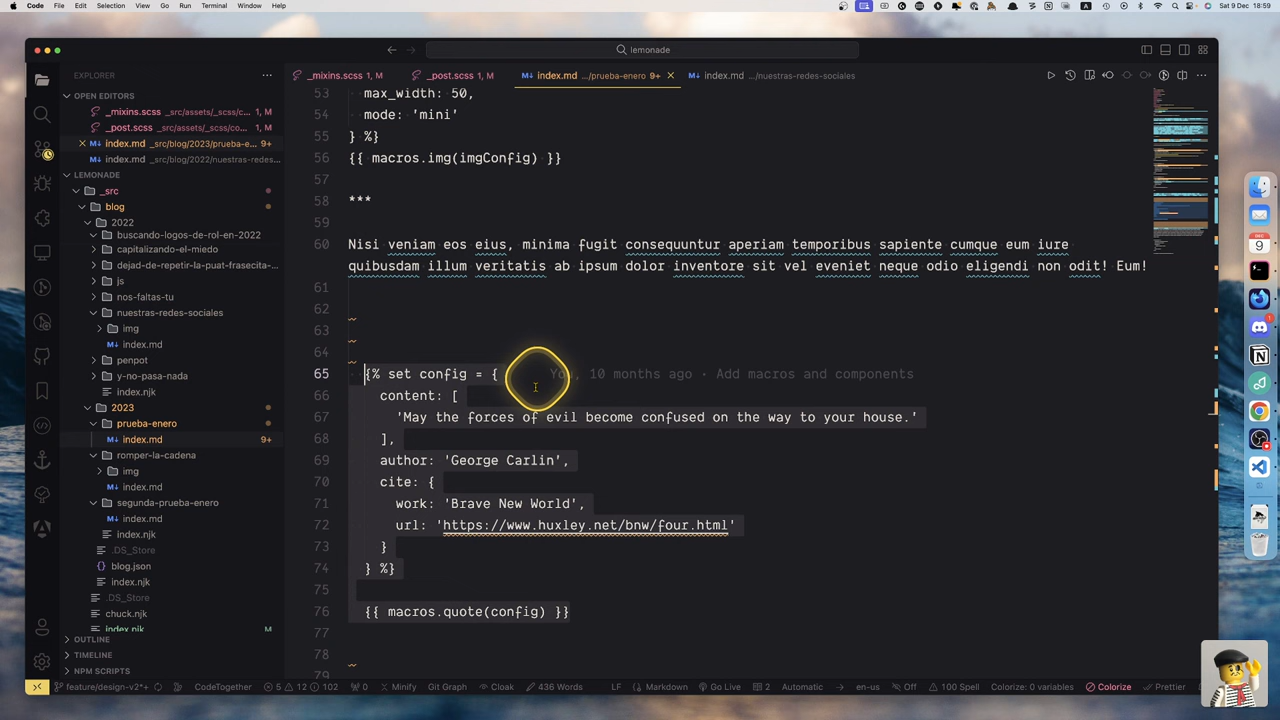 Code File Edit Selection View Go Run Terminal Window Help
Sat 9 Dec 18:59
lemonade
EXPLORER
OPEN EDITORS
_mixins.scss _src/assets/_scss/c... 1, M
_post.scss _src/assets/_scss/co... 1, M
index.md _src/blog/2023/prueba-e... 9+
index.md _src/blog/2022/nuestras-redes...
LEMONADE
_src
blog
2022
buscando-logos-de-rol-en-2022
capitalizando-el-miedo
dejad-de-repetir-la-puat-frasecita-...
js
nos-faltas-tu
nuestras-redes-sociales
img
index.md
penpot
y-no-pasa-nada
index.njk
2023
prueba-enero
index.md 9+
romper-la-cadena
img
index.md
segunda-prueba-enero
index.md
index.njk
.DS_Store
blog.json
index.njk
.DS_Store
chuck.njk
index.njk M
OUTLINE
TIMELINE
NPM SCRIPTS
_mixins.scss 1, M
_post.scss 1, M
index.md .../prueba-enero 9+
index.md .../nuestras-redes-sociales
53 max_width: 50,
54 mode: 'mini'
55 } %}
56 {{ macros.img(imgConfig) }}
57
58 ***
59
60 Nisi veniam eos eius, minima fugit consequuntur aperiam temporibus sapiente cumque eum iure
quibusdam illum veritatis ab ipsum dolor inventore sit vel eveniet neque odio eligendi non odit! Eum!
61
62
63
64
65 {% set config = { You, 10 months ago · Add macros and components
66 content: [
67 'May the forces of evil become confused on the way to your house.'
68 ],
69 author: 'George Carlin',
70 cite: {
71 work: 'Brave New World',
72 url: 'https://www.huxley.net/bnw/four.html'
73 }
74 } %}
75
76 {{ macros.quote(config) }}
77
78
79
feature/design-v2*+ CodeTogether 5 12 102 Minify Git Graph Cloak 436 Words LF Markdown Go Live 2 Automatic en-us Off 100 Spell Colorize: 0 variables Colorize Prettier
DEC
9
1